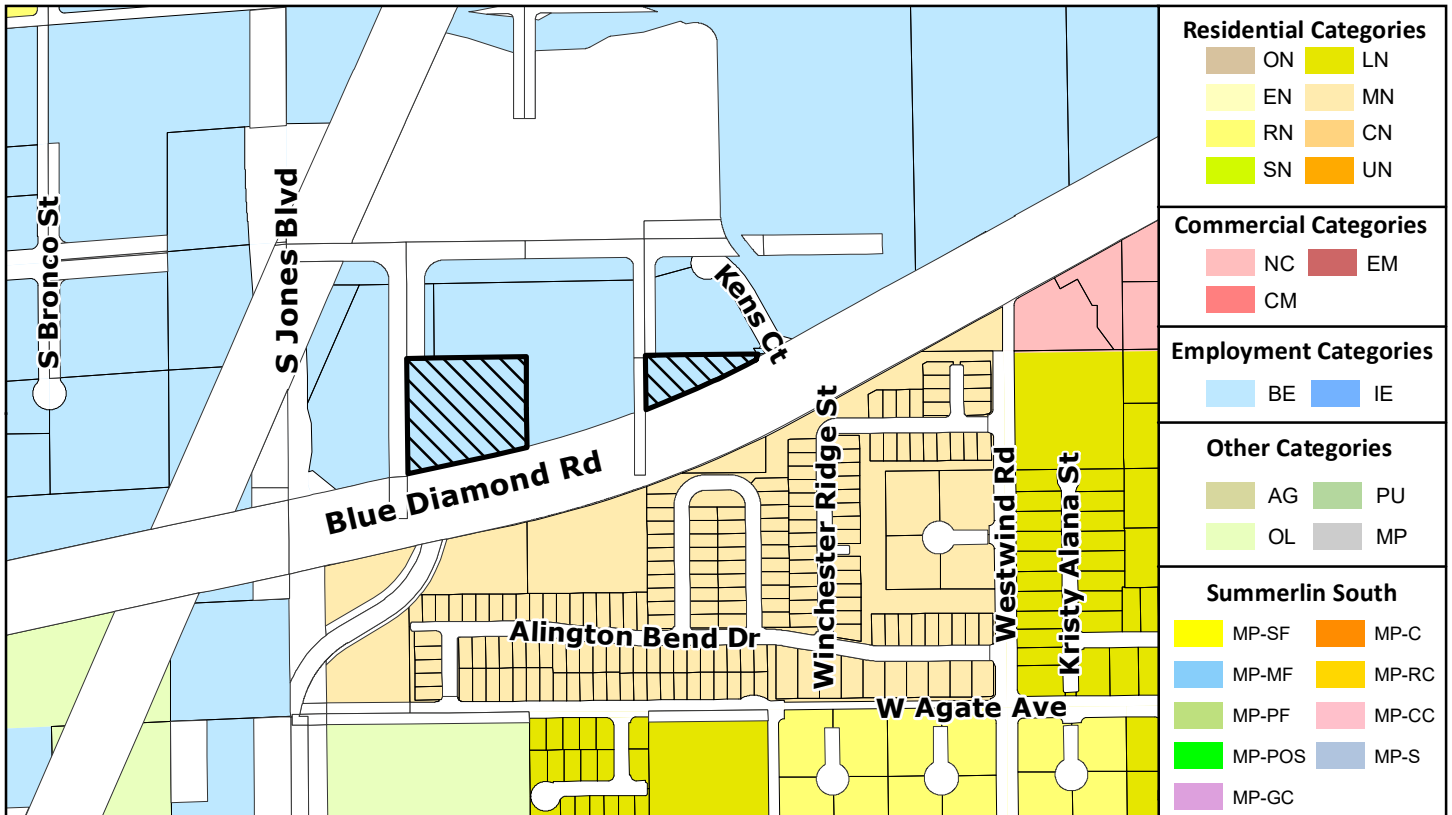 S Bronco St
S Jones Blvd
Kens Ct
Blue Diamond Rd
Winchester Ridge St
Westwind Rd
Kristy Alana St
Alington Bend Dr
W Agate Ave
Residential Categories
ON LN
EN MN
RN CN
SN UN
Commercial Categories
NC EM
CM
Employment Categories
BE IE
Other Categories
AG PU
OL MP
Summerlin South
MP-SF MP-C
MP-MF MP-RC
MP-PF MP-CC
MP-POS MP-S
MP-GC